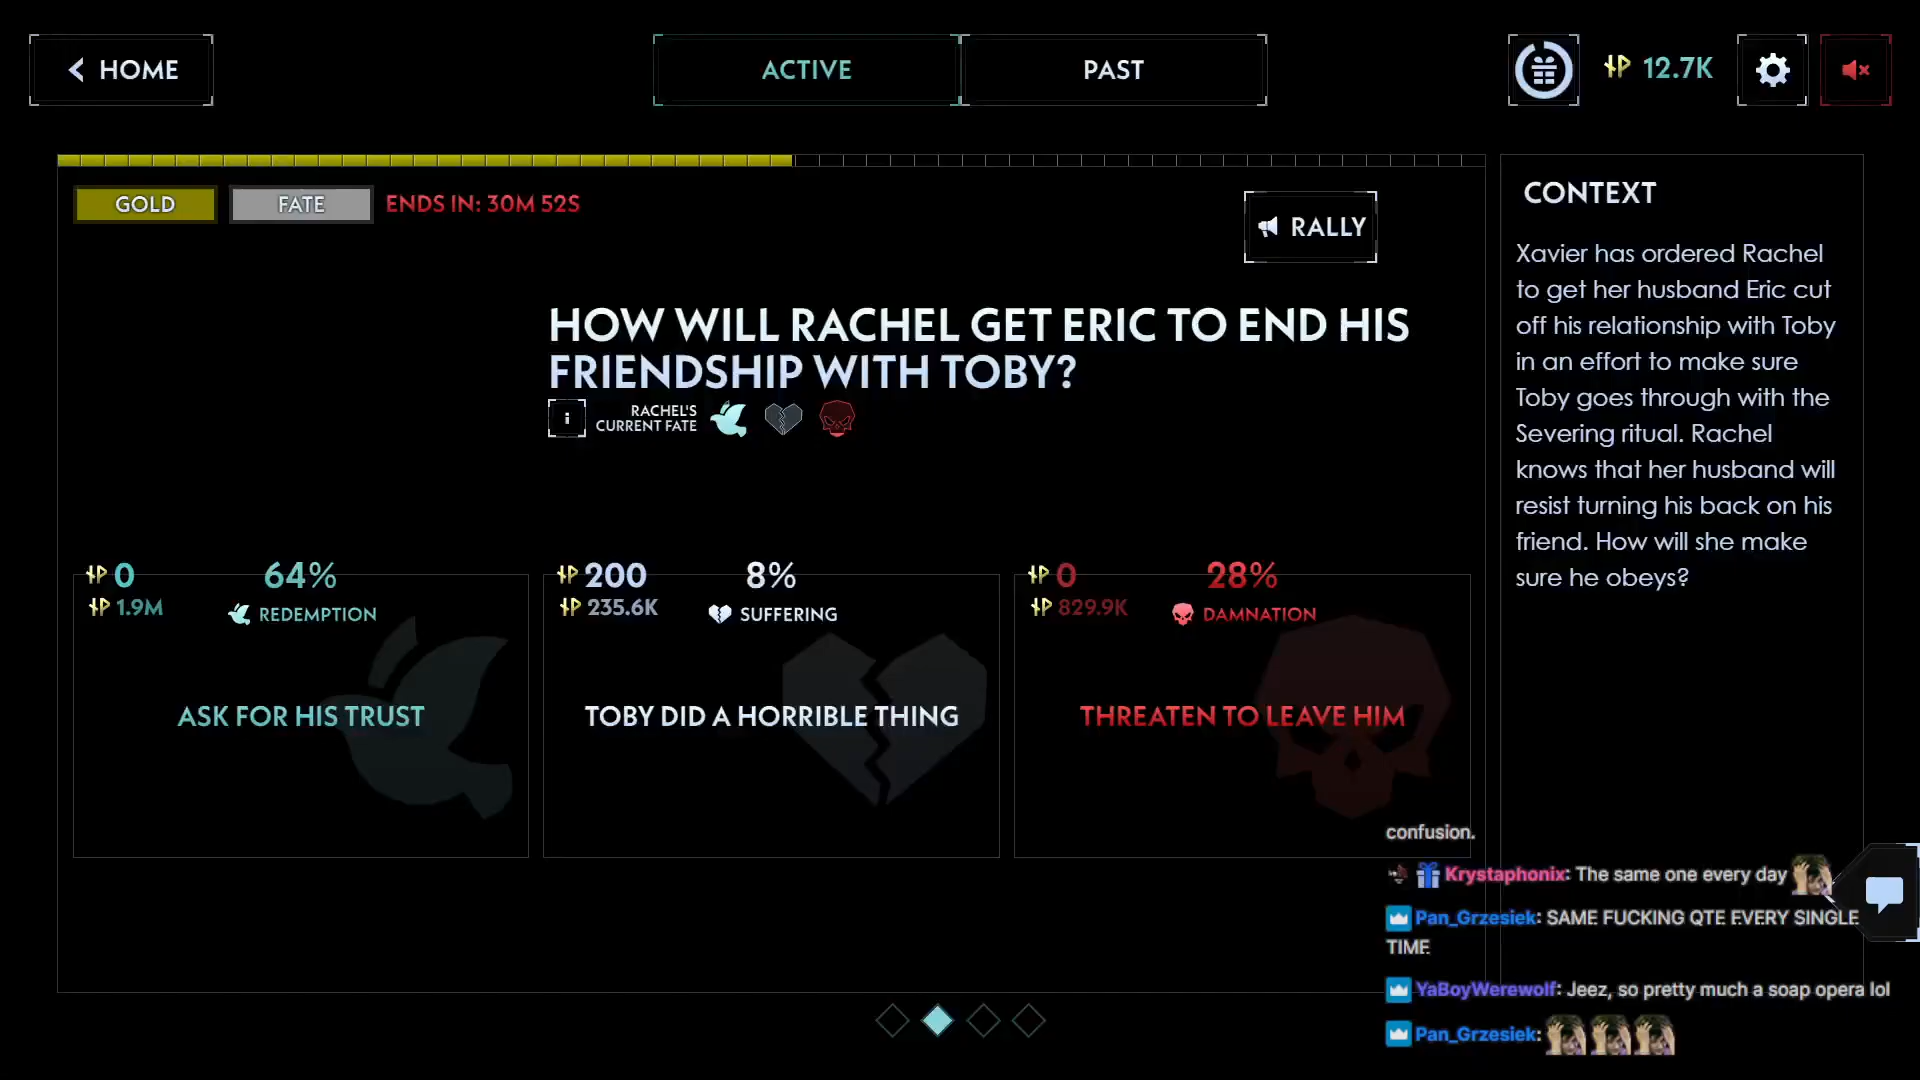 HOME
ACTIVE
PAST
12.7K
GOLD
FATE
ENDS IN: 30M 52S
RALLY
HOW WILL RACHEL GET ERIC TO END HIS
FRIENDSHIP WITH TOBY?
i
RACHEL'S
CURRENT FATE
0
64%
1.9M
REDEMPTION
ASK FOR HIS TRUST
200
8%
235.6K
SUFFERING
TOBY DID A HORRIBLE THING
0
28%
829.9K
DAMNATION
THREATEN TO LEAVE HIM
CONTEXT
Xavier has ordered Rachel
to get her husband Eric cut
off his relationship with Toby
in an effort to make sure
Toby goes through with the
Severing ritual. Rachel
knows that her husband will
resist turning his back on his
friend. How will she make
sure he obeys?
confusion.
Krystaphonix: The same one every day
Pan_Grzesiek: SAME FUCKING QTE EVERY SINGLE
TIME
YaBoyWerewolf: Jeez, so pretty much a soap opera lol
Pan_Grzesiek: